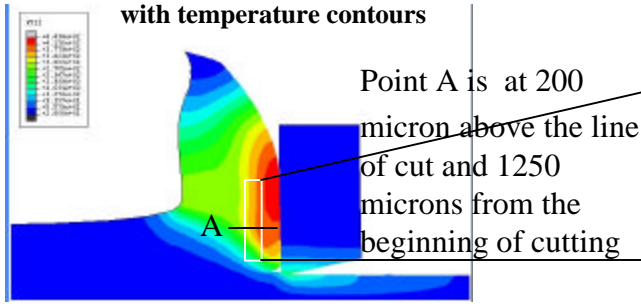 with temperature contours
Point A is at 200
micron above the line
of cut and 1250
microns from the
beginning of cutting
A